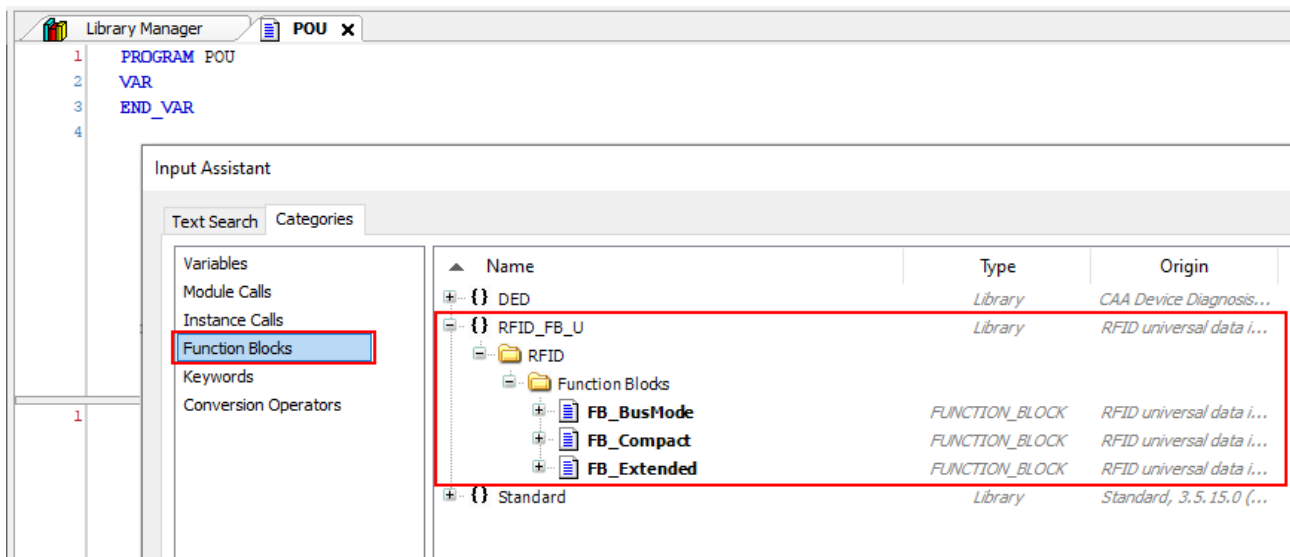 Library Manager POU X
1 PROGRAM POU
2 VAR
3 END_VAR
4
Input Assistant
Text Search Categories
Variables
Module Calls
Instance Calls
Function Blocks
Keywords
Conversion Operators
Name Type Origin
{} DED Library CAA Device Diagnosis...
{} RFID_FB_U Library RFID universal data i...
RFID
Function Blocks
FB_BusMode FUNCTION_BLOCK RFID universal data i...
FB_Compact FUNCTION_BLOCK RFID universal data i...
FB_Extended FUNCTION_BLOCK RFID universal data i...
{} Standard Library Standard, 3.5.15.0 (...
1